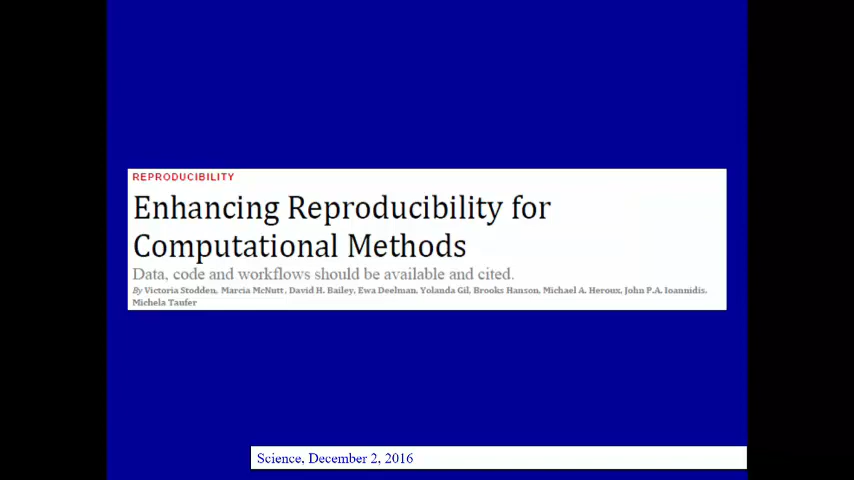 REPRODUCIBILITY
Enhancing Reproducibility for
Computational Methods
Data, code and workflows should be available and cited.
By Victoria Stodden, Marcia McNutt, David H. Bailey, Ewa Deelman, Yolanda Gil, Brooks Hanson, Michael A. Heroux, John P.A. Ioannidis,
Michela Taufer
Science, December 2, 2016